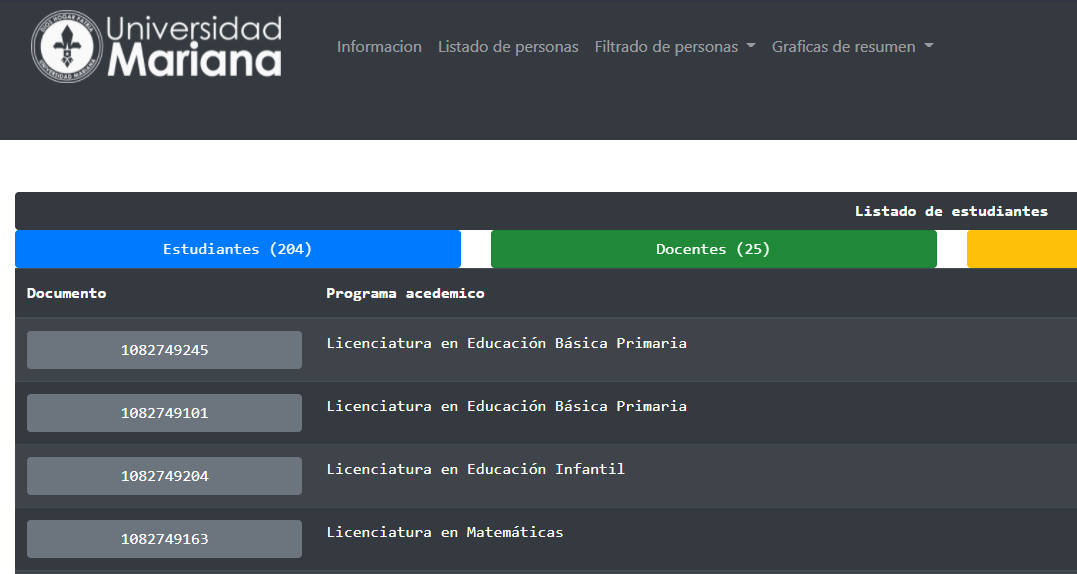 DIOS HOGAR PATRIA
UNIVERSIDAD MARIANA
Universidad
Mariana
Informacion Listado de personas Filtrado de personas Graficas de resumen
Listado de estudiantes
Estudiantes (204) Docentes (25)
Documento Programa acedemico
1082749245 Licenciatura en Educación Básica Primaria
1082749101 Licenciatura en Educación Básica Primaria
1082749204 Licenciatura en Educación Infantil
1082749163 Licenciatura en Matemáticas